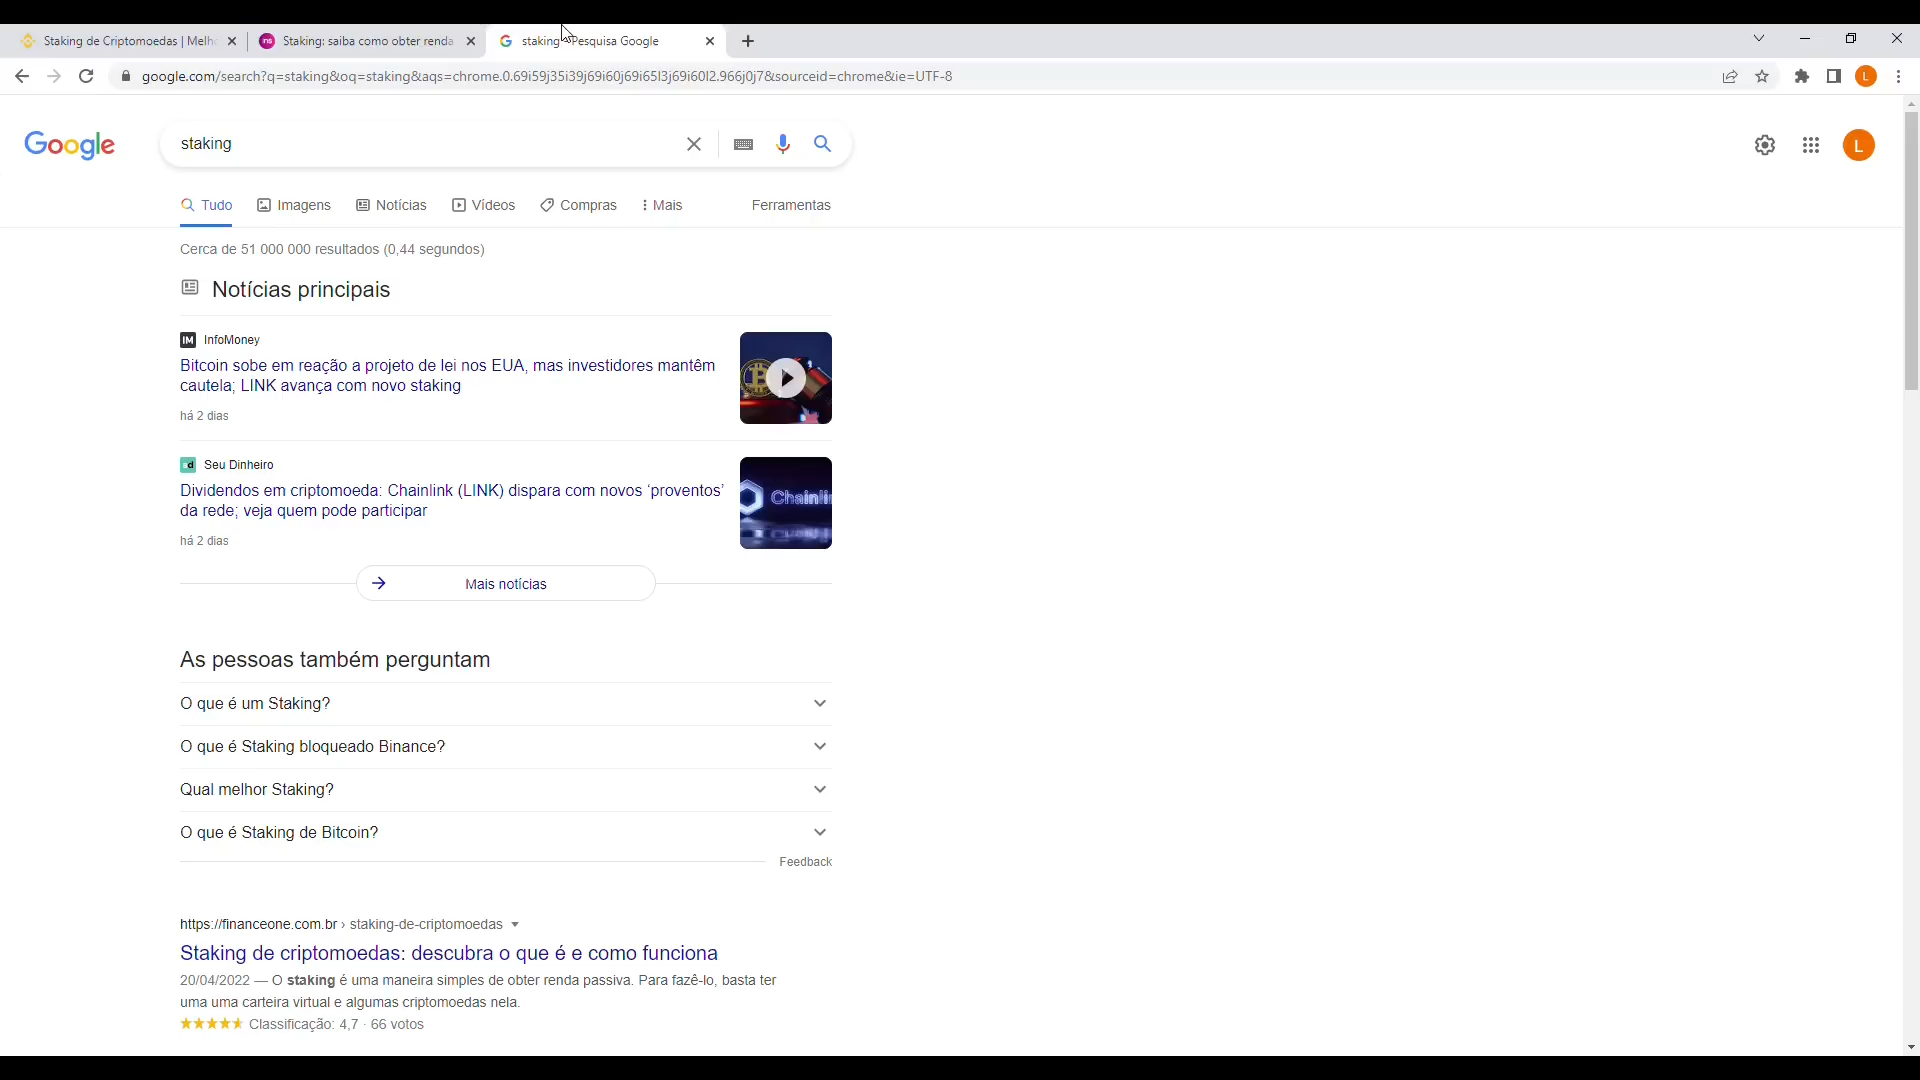 Staking de Criptomoedas | Melh
Staking: saiba como obter renda
staking - Pesquisa Google
google.com/search?q=staking&oq=staking&aqs=chrome.0.69i59j35i39j69i60j69i65l3j69i60l2.966j0j7&sourceid=chrome&ie=UTF-8
L
Google
staking
L
Tudo
Imagens
Notícias
Vídeos
Compras
Mais
Ferramentas
Cerca de 51 000 000 resultados (0,44 segundos)
Notícias principais
IM InfoMoney
Bitcoin sobe em reação a projeto de lei nos EUA, mas investidores mantêm
cautela; LINK avança com novo staking
há 2 dias
Seu Dinheiro
Dividendos em criptomoeda: Chainlink (LINK) dispara com novos ‘proventos’
da rede; veja quem pode participar
há 2 dias
Mais notícias
As pessoas também perguntam
O que é um Staking?
O que é Staking bloqueado Binance?
Qual melhor Staking?
O que é Staking de Bitcoin?
Feedback
https://financeone.com.br › staking-de-criptomoedas
Staking de criptomoedas: descubra o que é e como funciona
20/04/2022 — O staking é uma maneira simples de obter renda passiva. Para fazê-lo, basta ter
uma uma carteira virtual e algumas criptomoedas nela.
Classificação: 4,7 · 66 votos